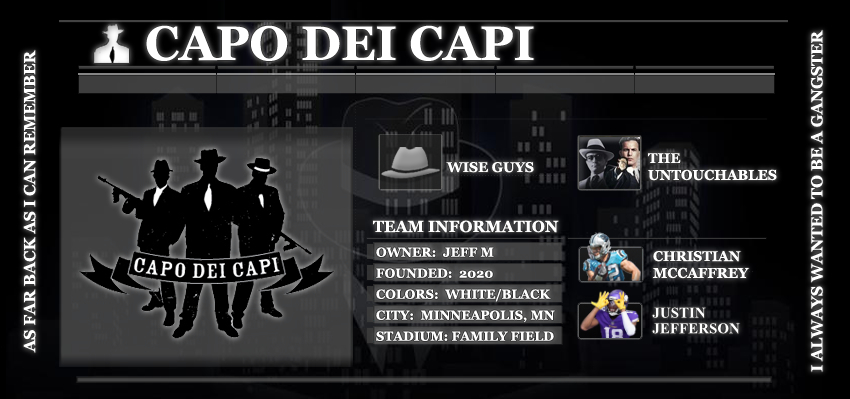 CAPO DEI CAPI
AS FAR BACK AS I CAN REMEMBER
CAPO DEI CAPI
WISE GUYS
THE
UNTOUCHABLES
TEAM INFORMATION
OWNER: JEFF M
FOUNDED: 2020
COLORS: WHITE/BLACK
CITY: MINNEAPOLIS, MN
STADIUM: FAMILY FIELD
CHRISTIAN
MCCAFFREY
18
JUSTIN
JEFFERSON
I ALWAYS WANTED TO BE A GANGSTER